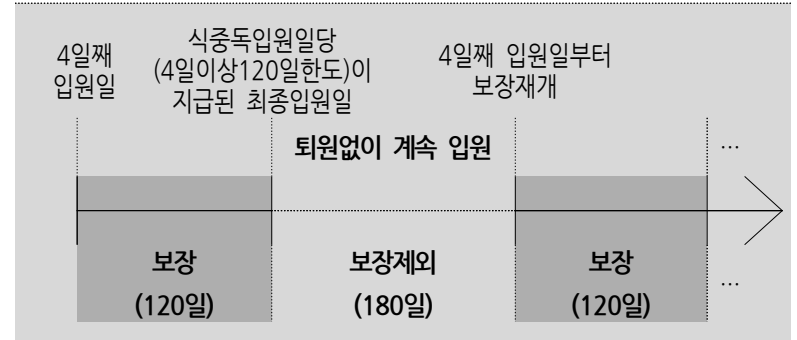 4일째
입원일
식중독입원일당
(4일이상120일한도)이
지급된 최종입원일
4일째 입원일부터
보장재개
퇴원없이 계속 입원
…
보장
(120일)
보장제외
(180일)
보장
(120일)
…